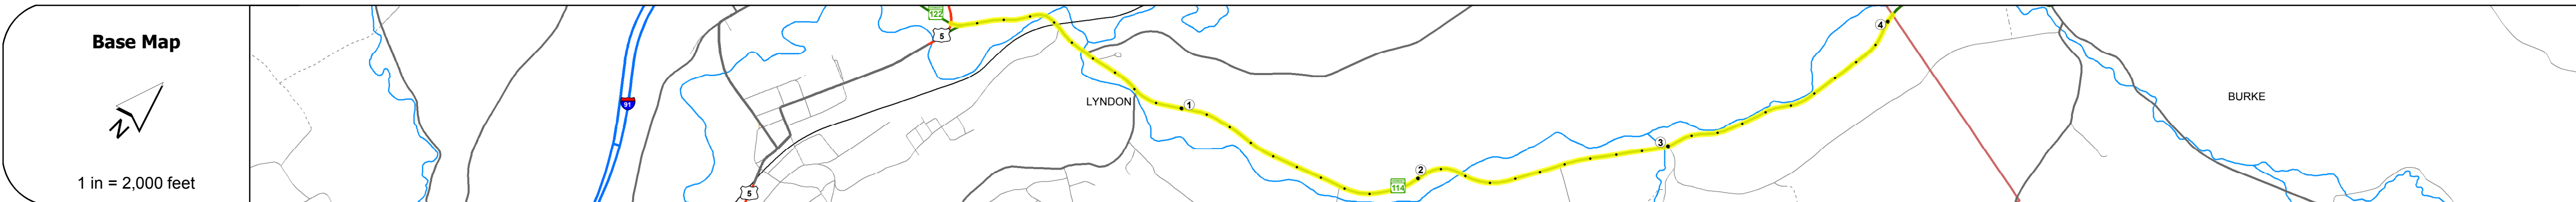 Base Map
N
1 in = 2,000 feet
91
5
122
5
LYNDON
1
114
2
3
4
BURKE